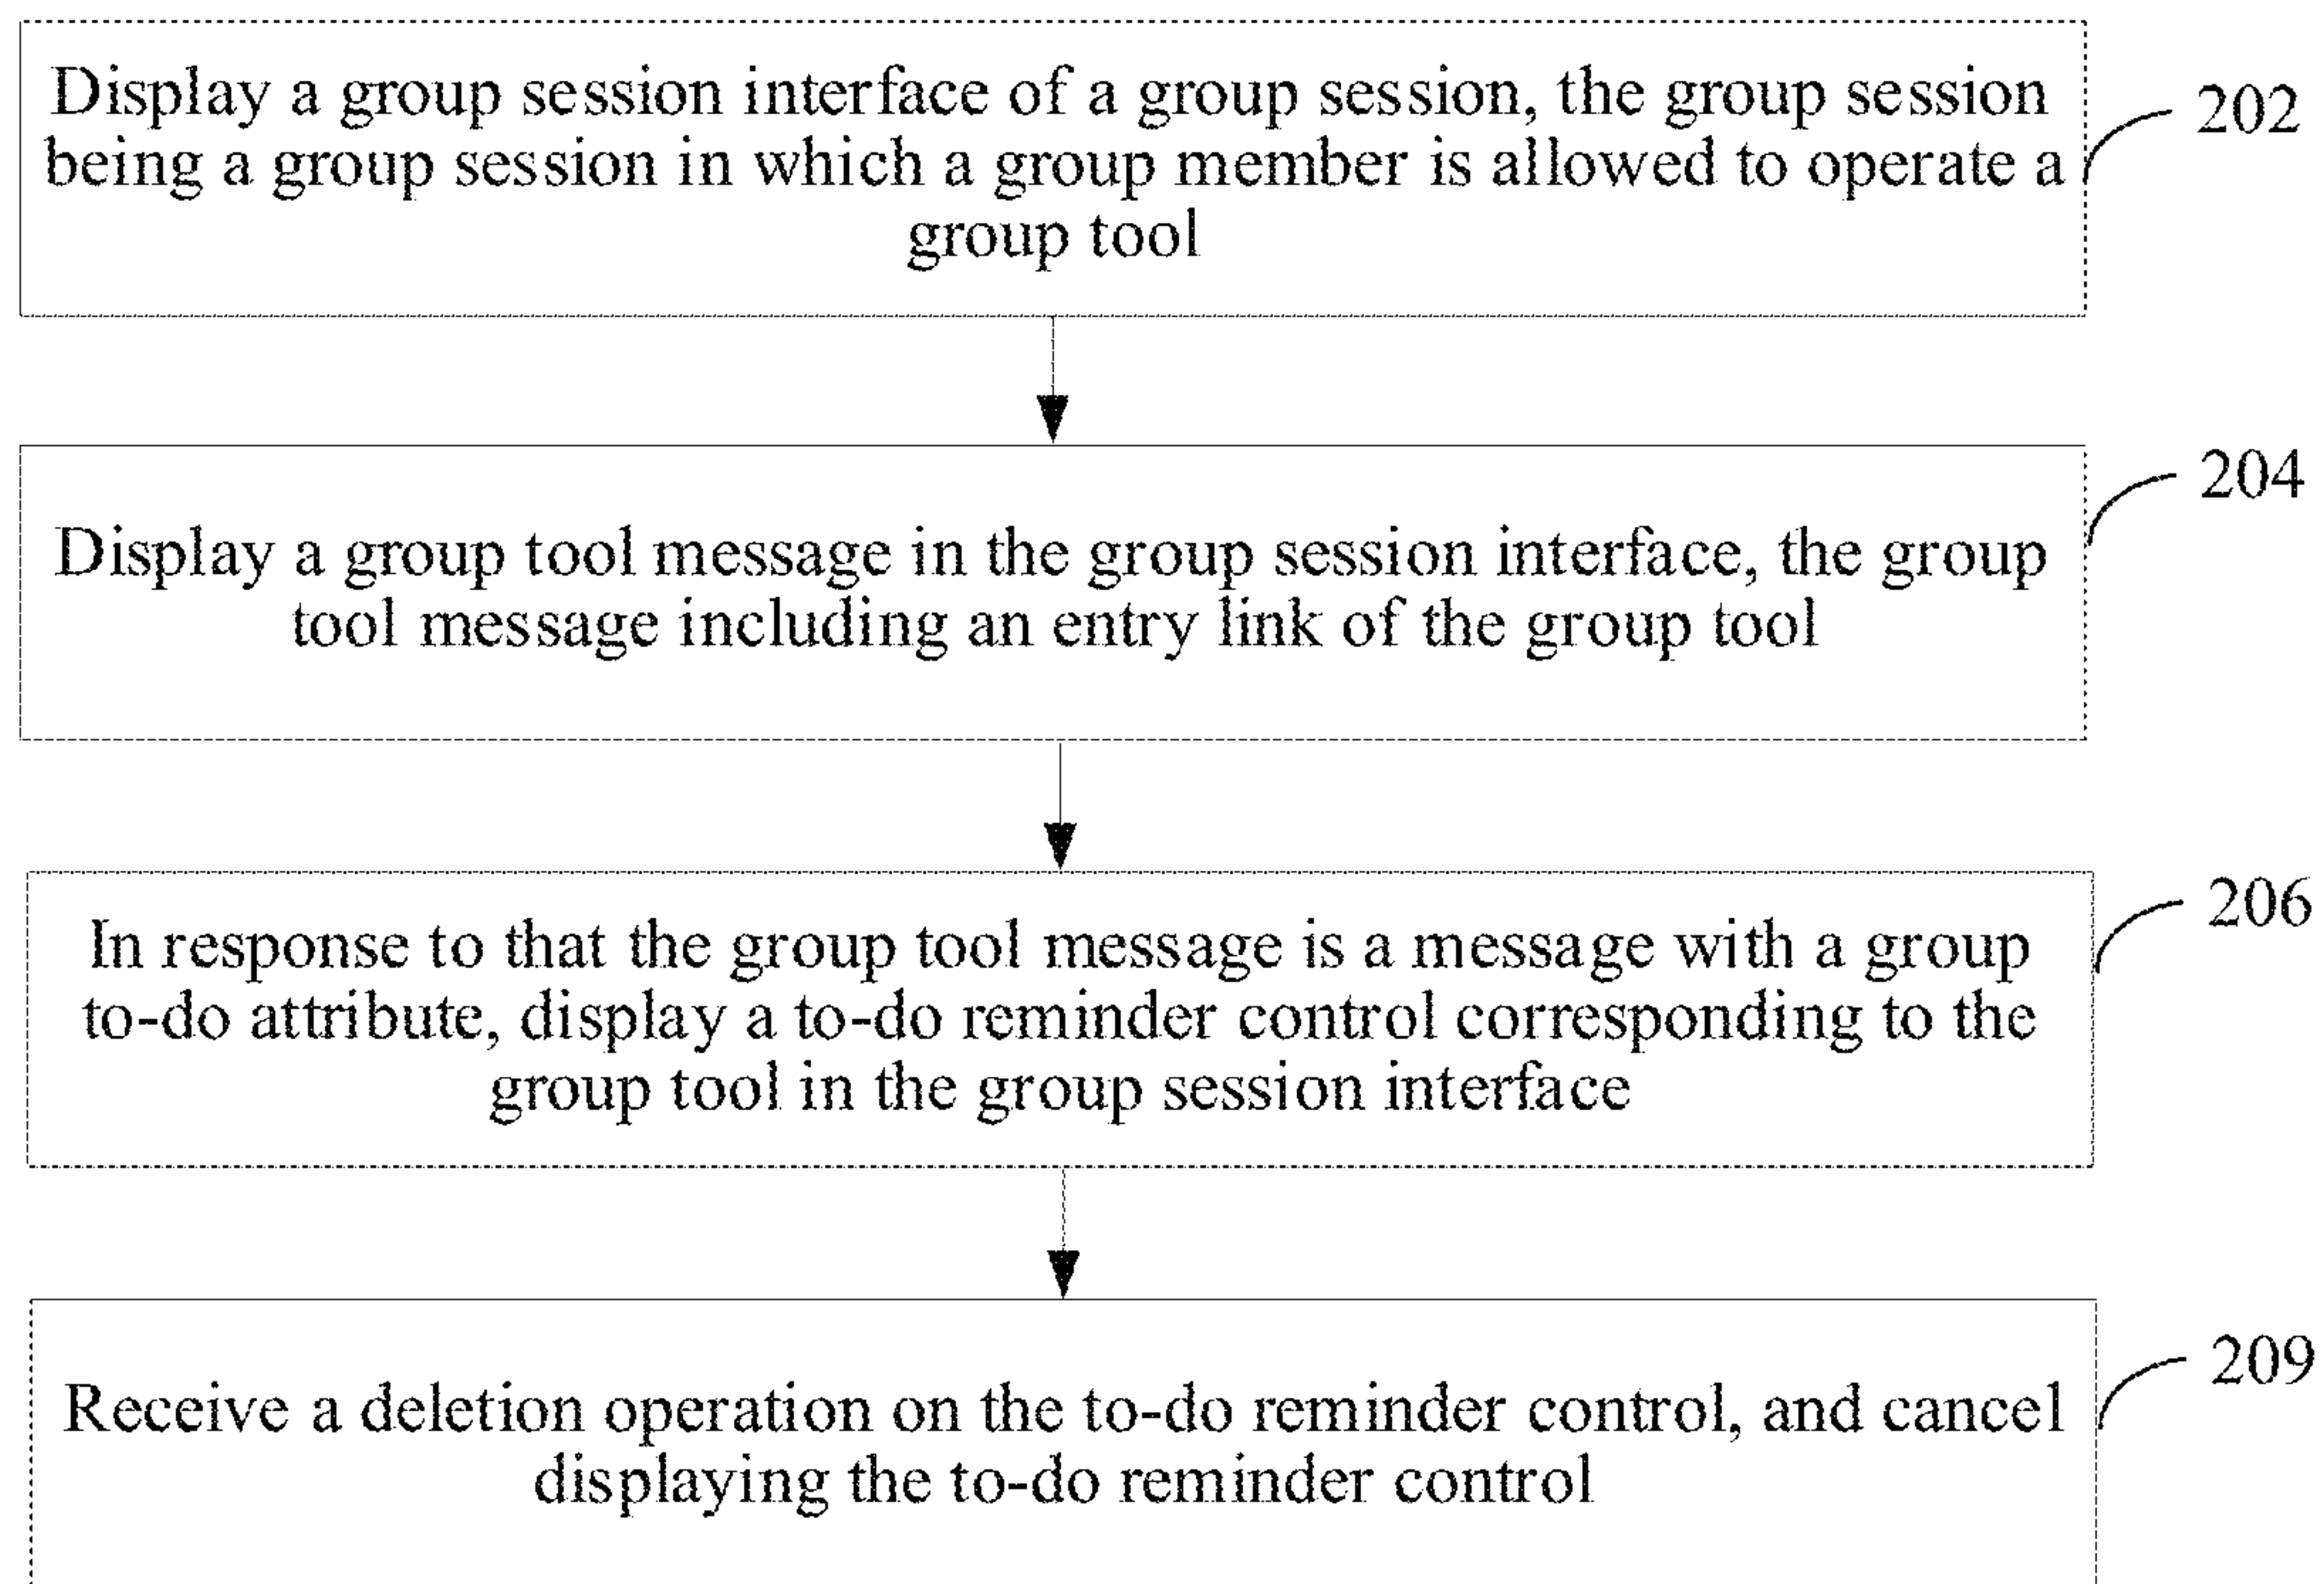 Display a group session interface of a group session, the group session
being a group session in which a group member is allowed to operate a
group tool
202
Display a group tool message in the group session interface, the group
tool message including an entry link of the group tool
204
In response to that the group tool message is a message with a group
to-do attribute, display a to-do reminder control corresponding to the
group tool in the group session interface
206
Receive a deletion operation on the to-do reminder control, and cancel
displaying the to-do reminder control
209